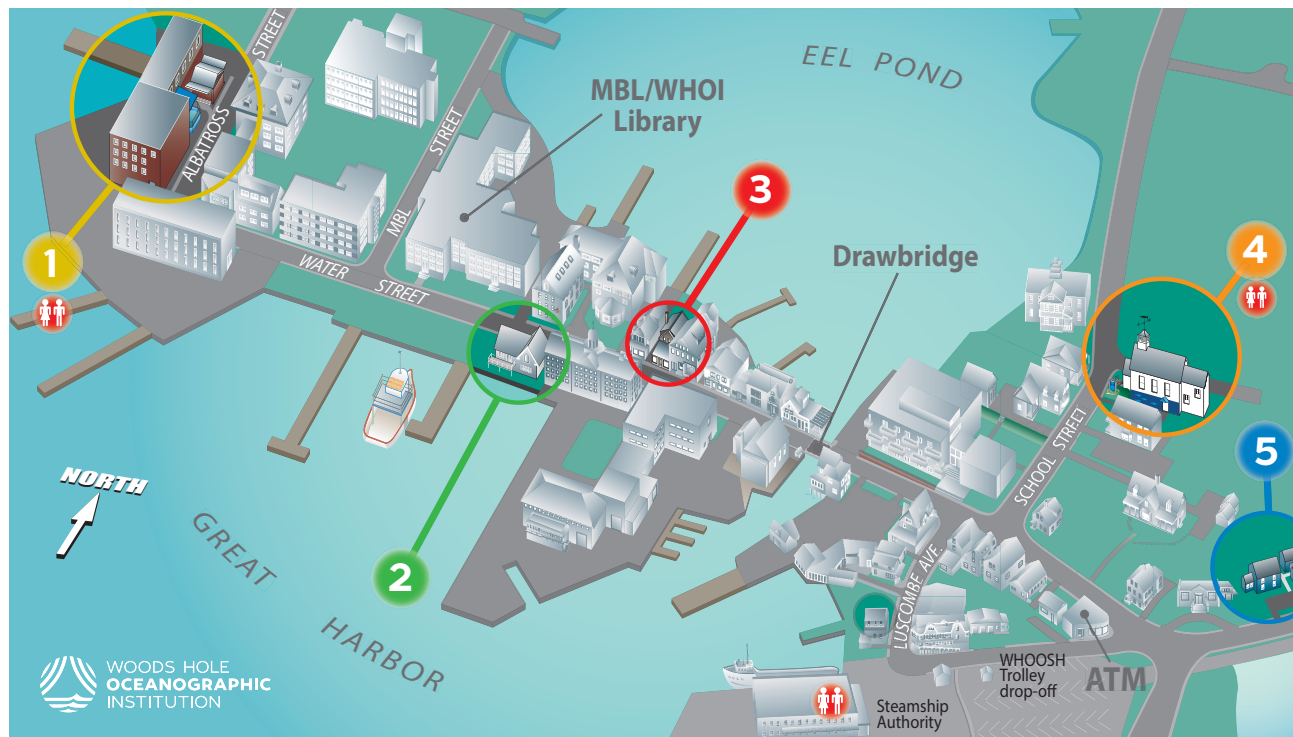 EEL POND
STREET
MBL/WHOI
Library
ALBATROSS
STREET
MBL
3
Drawbridge
4
1
WATER
STREET
SCHOOL STREET
5
NORTH
GREAT
HARBOR
2
LUSCOMBE AVE.
WHOOSH
Trolley
drop-off
ATM
Steamship
Authority
WOODS HOLE
OCEANOGRAPHIC
INSTITUTION